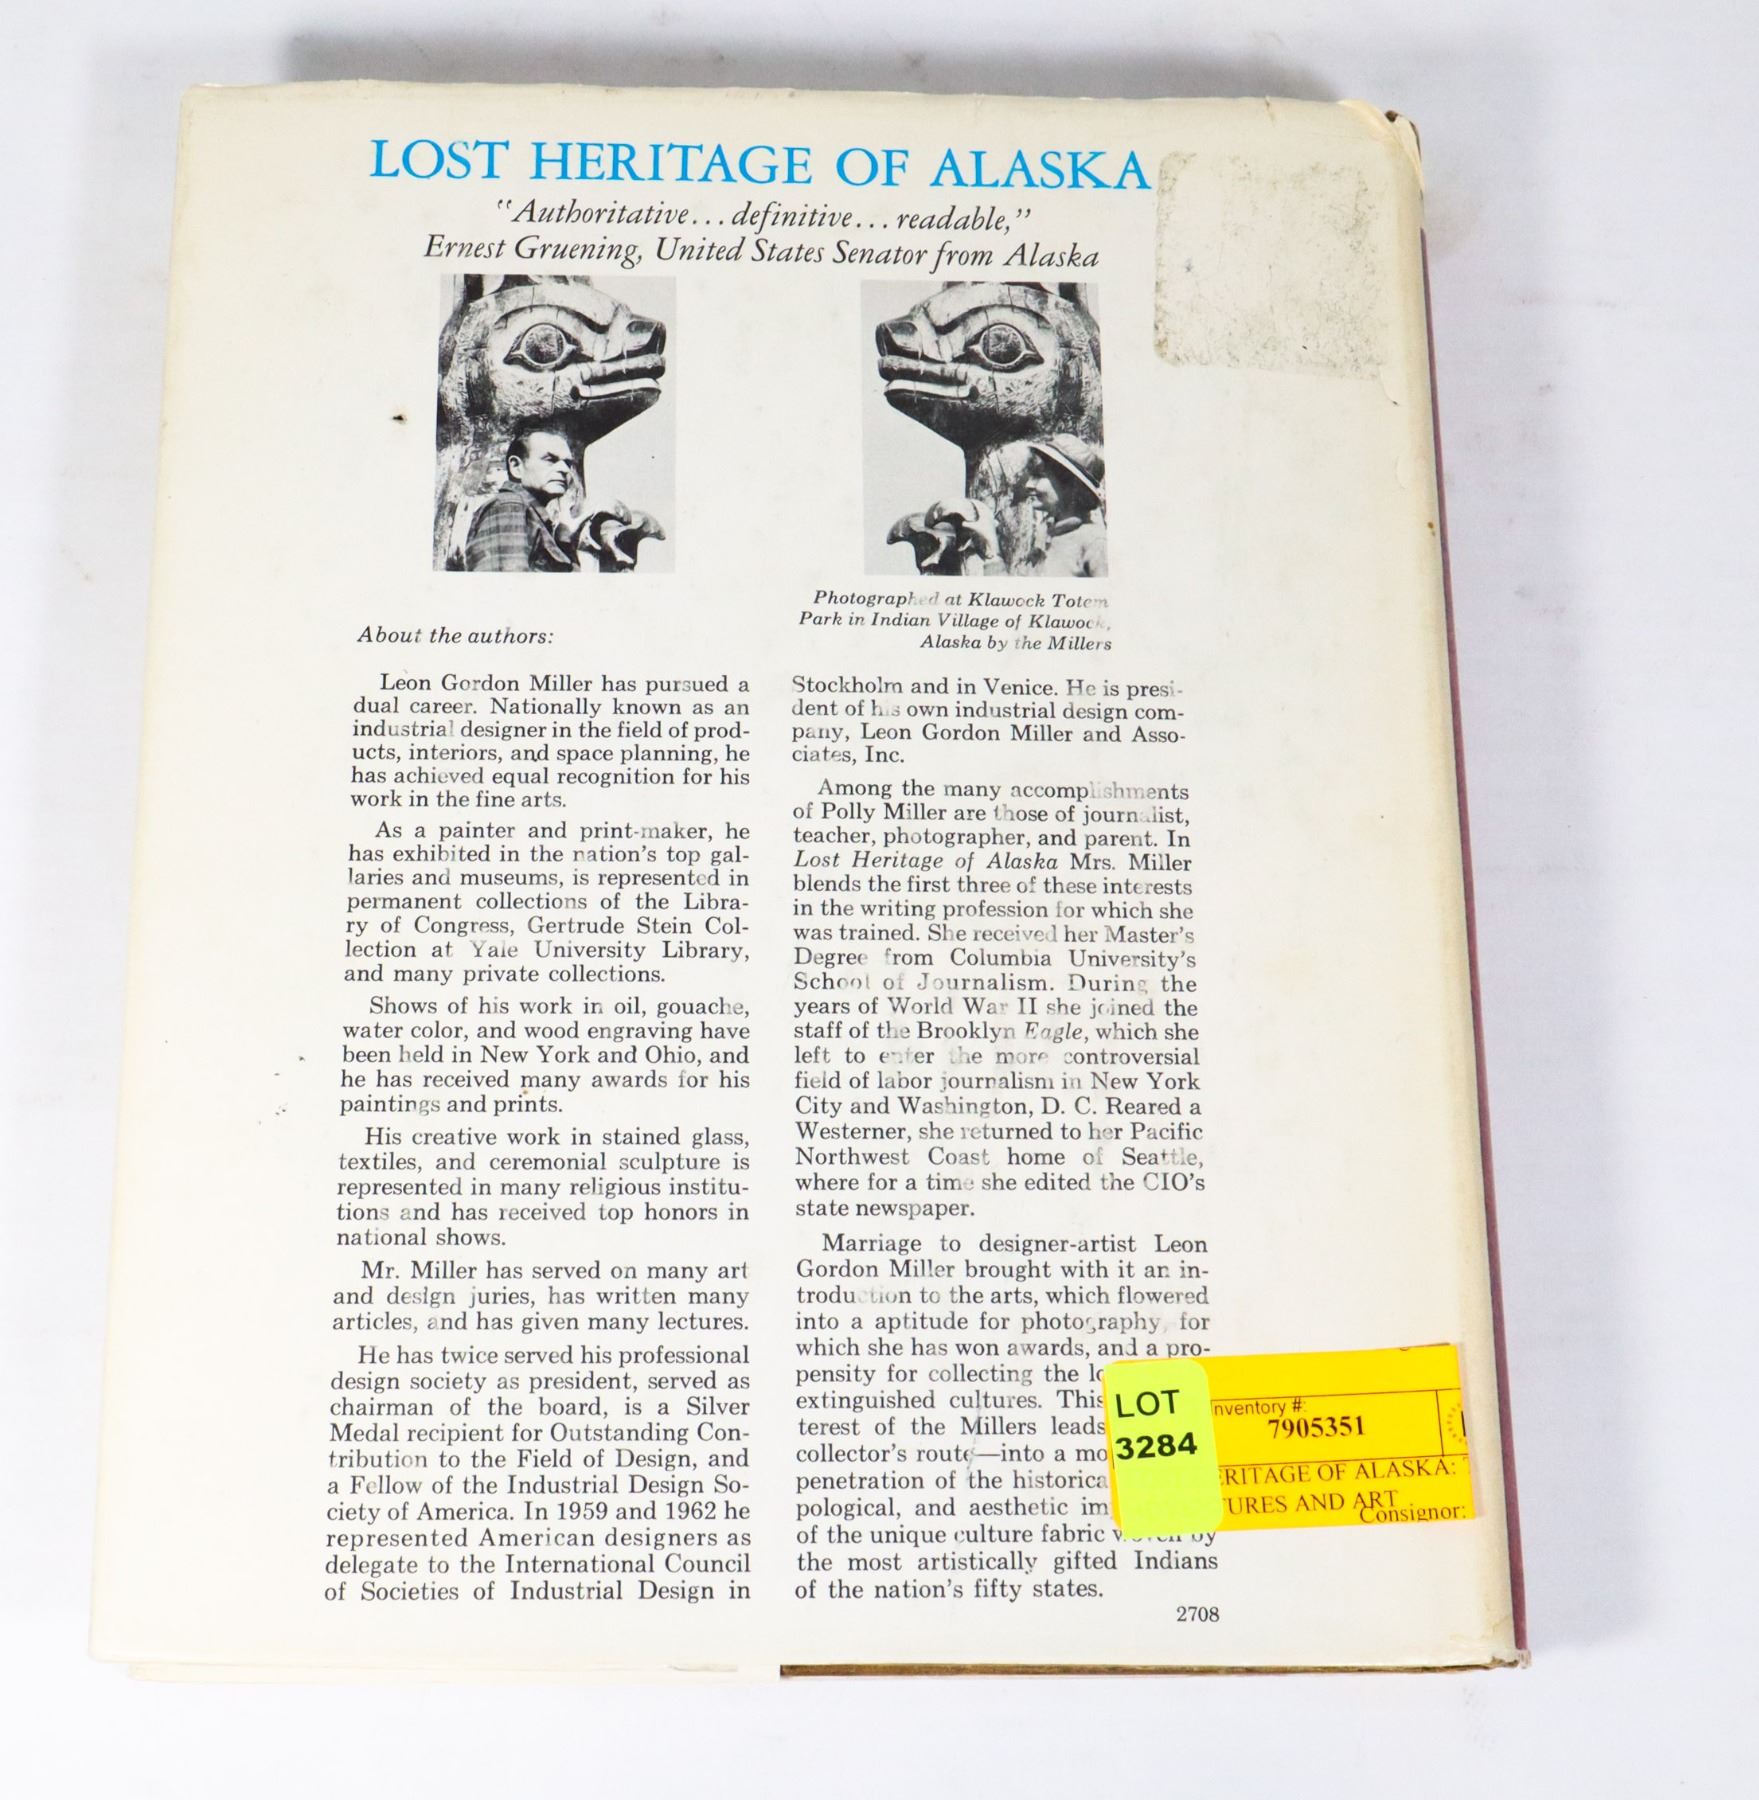 LOST HERITAGE OF ALASKA
"Authoritative... definitive... readable,"
Ernest Gruening, United States Senator from Alaska
Photographed at Klawock Totem
Park in Indian Village of Klawock,
Alaska by the Millers
About the authors:
Leon Gordon Miller has pursued a
dual career. Nationally known as an
industrial designer in the field of prod-
ucts, interiors, and space planning, he
has achieved equal recognition for his
work in the fine arts.
As a painter and print-maker, he
has exhibited in the nation's top gal-
laries and museums, is represented in
permanent collections of the Libra-
ry of Congress, Gertrude Stein Col-
lection at Yale University Library,
and many private collections.
Shows of his work in oil, gouache,
water color, and wood engraving have
been held in New York and Ohio, and
he has received many awards for his
paintings and prints.
His creative work in stained glass,
textiles, and ceremonial sculpture is
represented in many religious institu-
tions and has received top honors in
national shows.
Mr. Miller has served on many art
and design juries, has written many
articles, and has given many lectures.
He has twice served his professional
design society as president, served as
chairman of the board, is a Silver
Medal recipient for Outstanding Con-
tribution to the Field of Design, and
a Fellow of the Industrial Design So-
ciety of America. In 1959 and 1962 he
represented American designers as
delegate to the International Council
of Societies of Industrial Design in
Stockholm and in Venice. He is presi-
dent of his own industrial design com-
pany, Leon Gordon Miller and Asso-
ciates, Inc.
Among the many accomplishments
of Polly Miller are those of journalist,
teacher, photographer, and parent. In
Lost Heritage of Alaska Mrs. Miller
blends the first three of these interests
in the writing profession for which she
was trained. She received her Master's
Degree from Columbia University's
School of Journalism. During the
years of World War II she joined the
staff of the Brooklyn Eagle, which she
left to enter the more controversial
field of labor journalism in New York
City and Washington, D. C. Reared a
Westerner, she returned to her Pacific
Northwest Coast home of Seattle,
where for a time she edited the CIO's
state newspaper.
Marriage to designer-artist Leon
Gordon Miller brought with it an in-
troduction to the arts, which flowered
into a aptitude for photography, for
which she has won awards, and a pro-
pensity for collecting the
extinguished cultures. This
terest of the Millers leads
collector's route—into a
penetration of the
pological, and aesthetic
of the unique culture fabric woven by
the most artistically gifted Indians
of the nation's fifty states.
2708
LOT
3284
nventory #:
7905351
ERITAGE OF ALASKA:
TURES AND ART
Consignor: